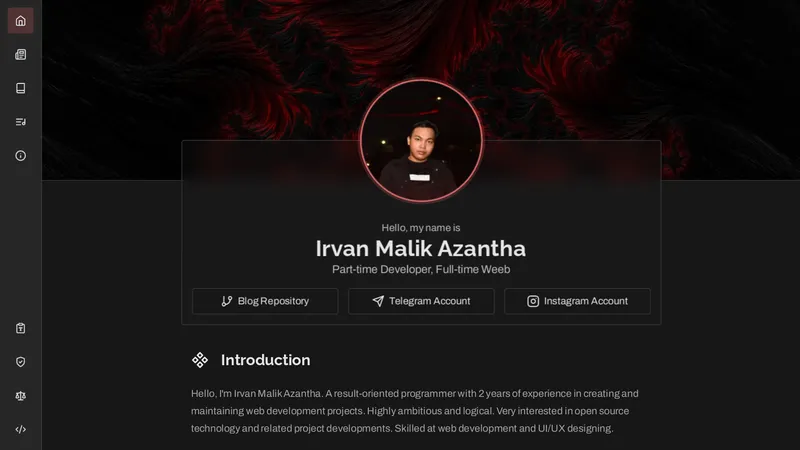 Hello, my name is
Irvan Malik Azantha
Part-time Developer, Full-time Weeb
Blog Repository
Telegram Account
Instagram Account
Introduction
Hello, I'm Irvan Malik Azantha. A result-oriented programmer with 2 years of experience in creating and
maintaining web development projects. Highly ambitious and logical. Very interested in open source
technology and related project developments. Skilled at web development and UI/UX designing.